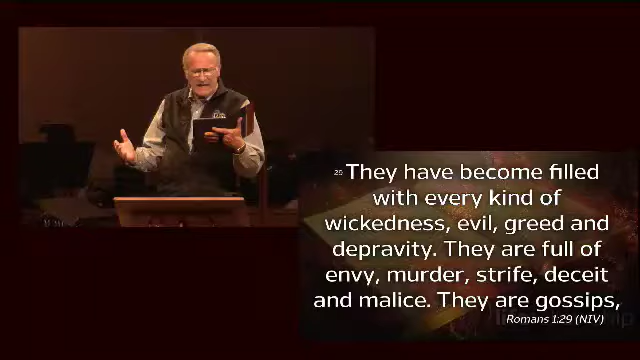 29 They have become filled
with every kind of
wickedness, evil, greed and
depravity. They are full of
envy, murder, strife, deceit
and malice. They are gossips,
Romans 1:29 (NIV)